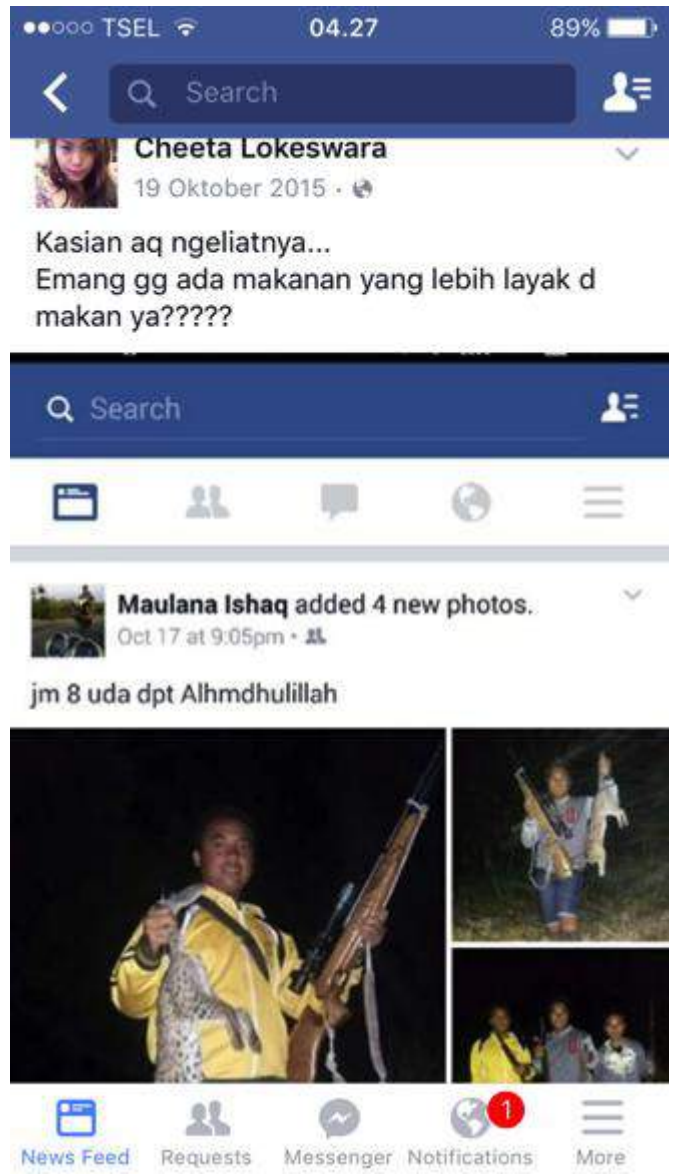 TSEL 04.27 89%
Search
Cheeta Lokeswara
19 Oktober 2015 ·
Kasian aq ngeliatnya...
Emang gg ada makanan yang lebih layak d
makan ya?????
Search
Maulana Ishaq added 4 new photos.
Oct 17 at 9:05pm ·
jm 8 uda dpt Alhmdhulillah
1
News Feed Requests Messenger Notifications More